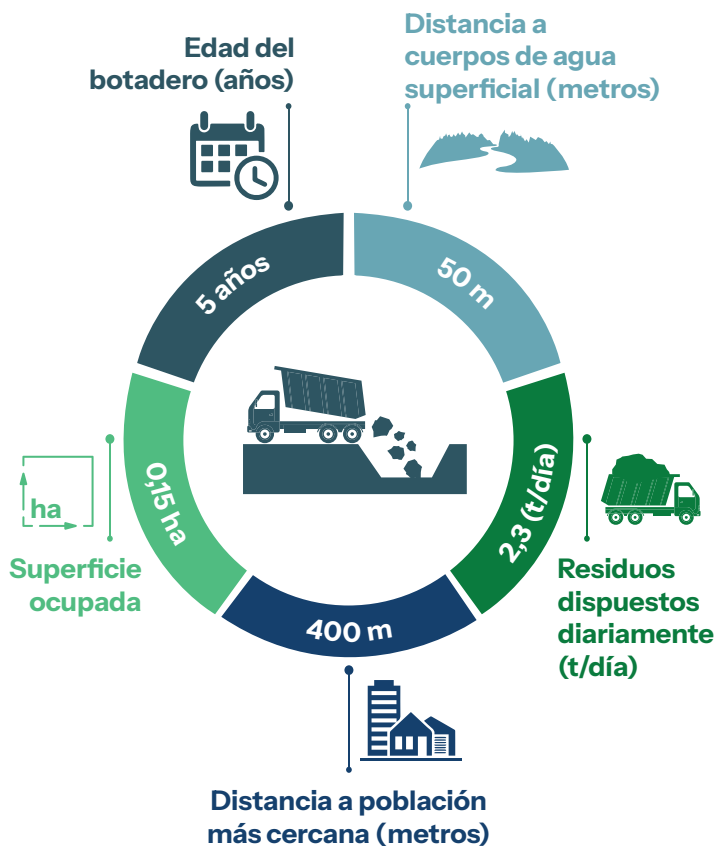 Edad del
botadero (años)
Distancia a
cuerpos de agua
superficial (metros)
5 años
50 m
0,15 ha
2,3 (t/día)
400 m
ha
Superficie
ocupada
Residuos
dispuestos
diariamente
(t/día)
Distancia a población
más cercana (metros)